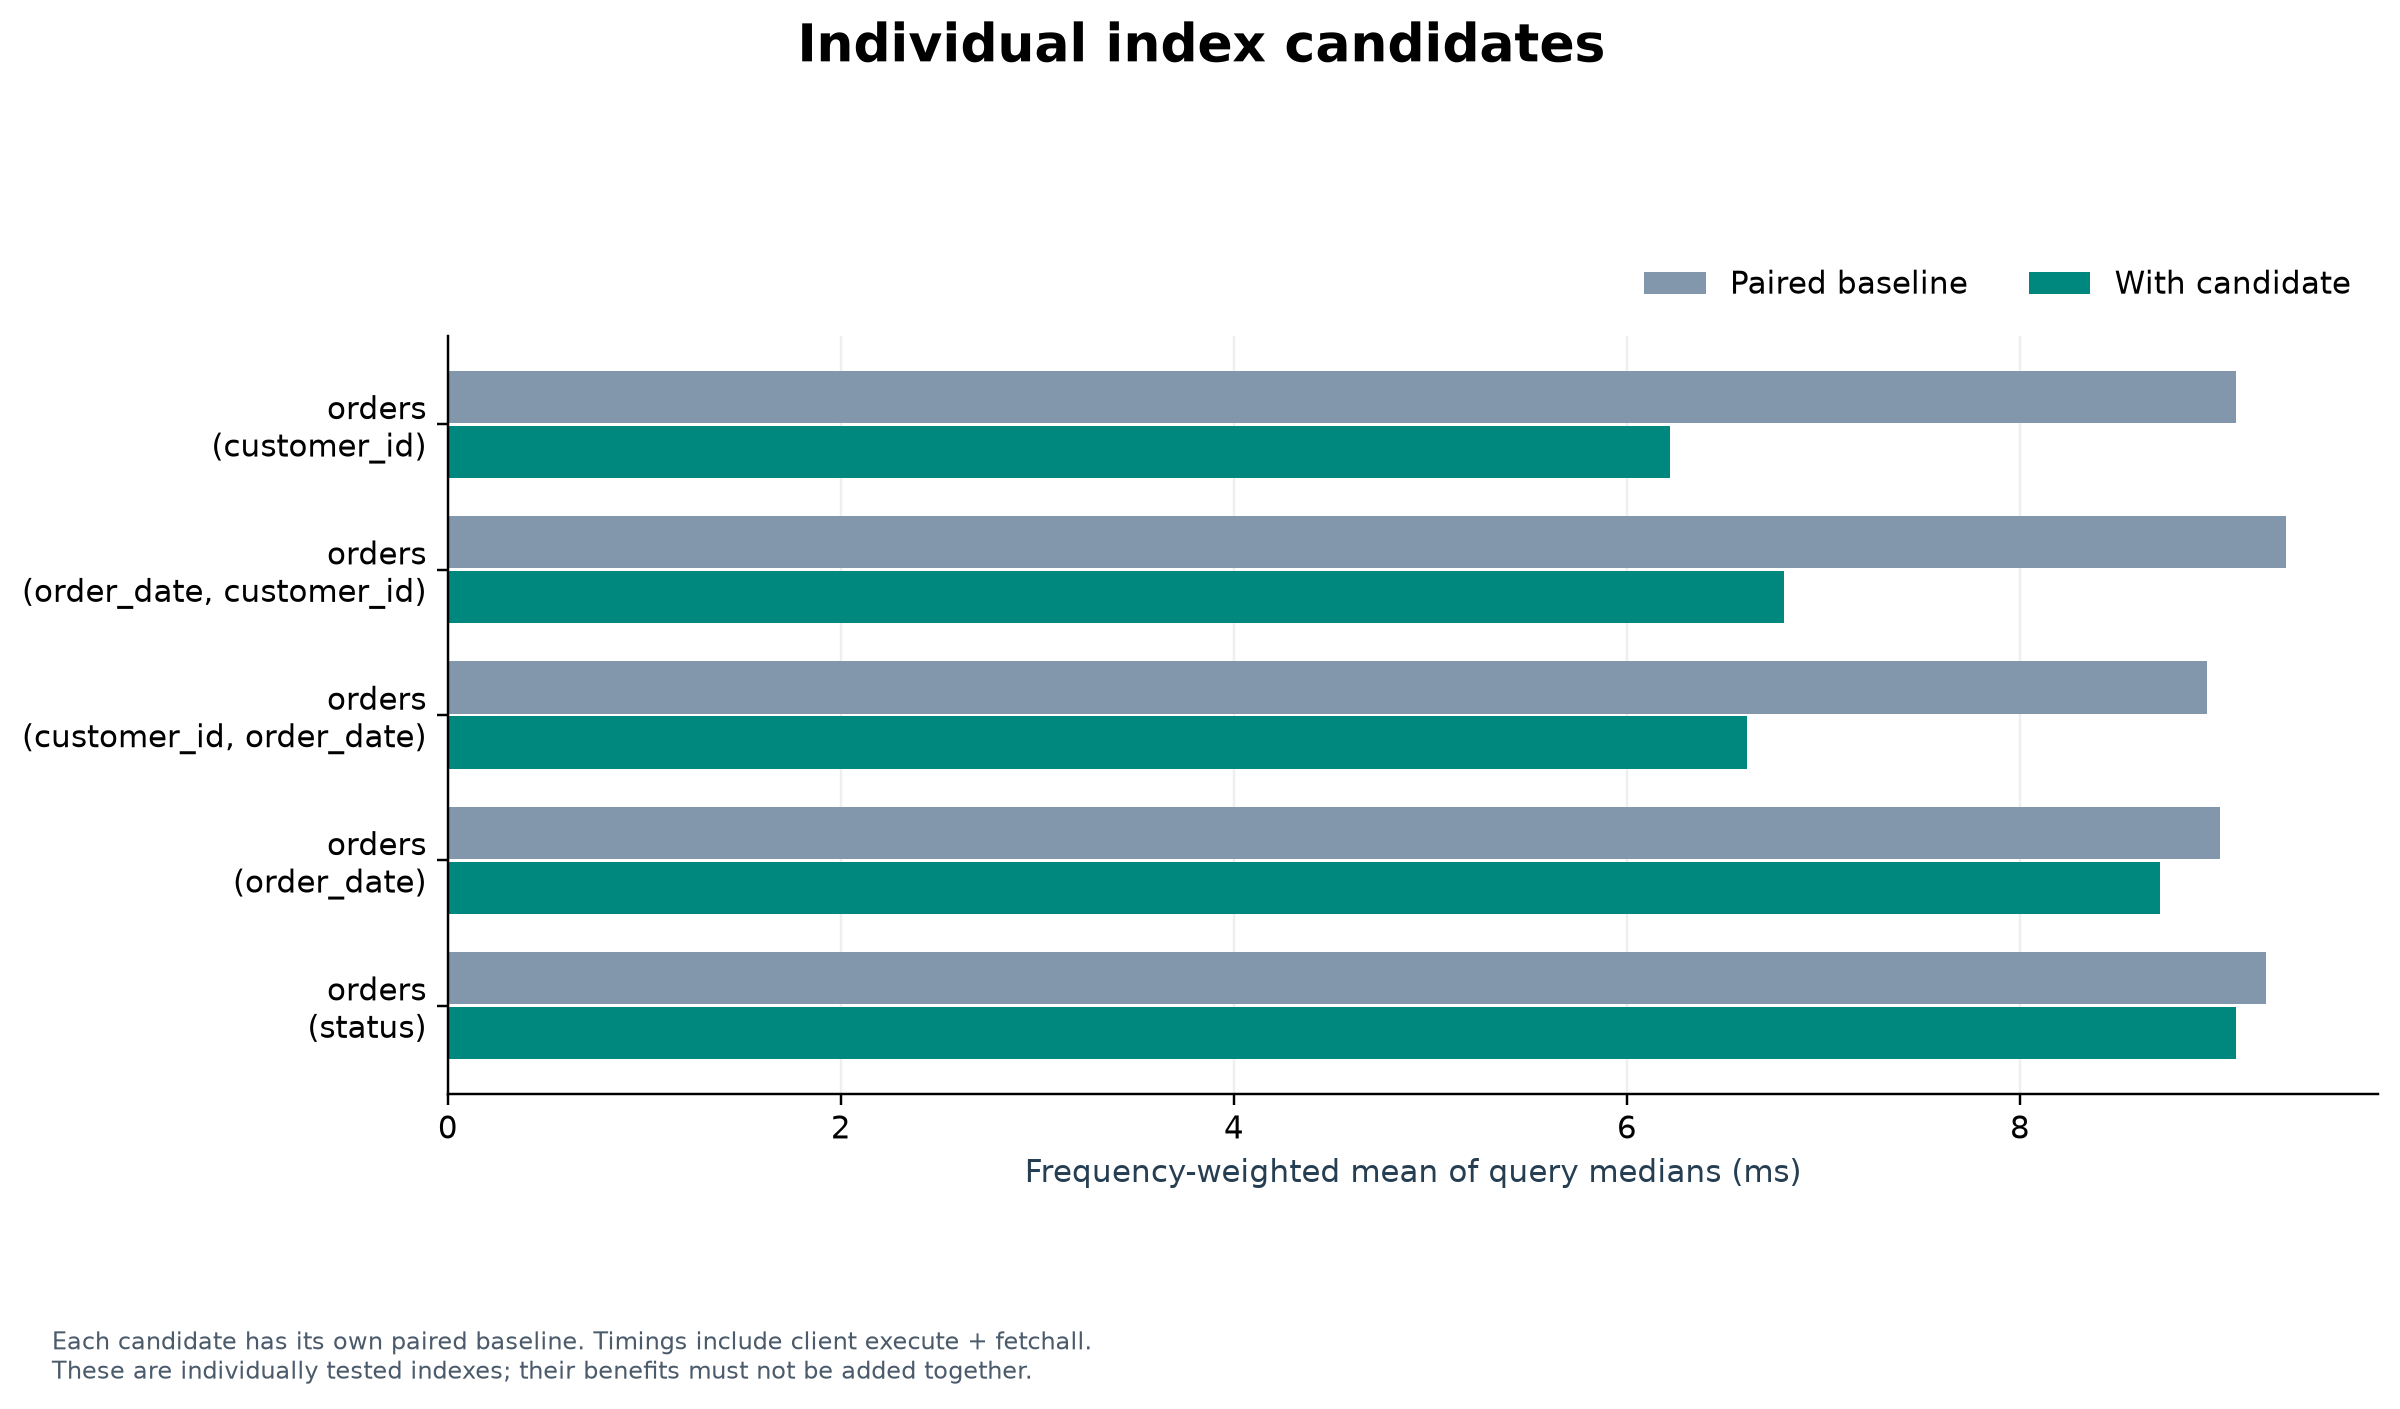 Individual index candidates
Paired baseline
With candidate
orders
(customer_id)
orders
(order_date, customer_id)
orders
(customer_id, order_date)
orders
(order_date)
orders
(status)
0 2 4 6 8
Frequency-weighted mean of query medians (ms)
Each candidate has its own paired baseline. Timings include client execute + fetchall.
These are individually tested indexes; their benefits must not be added together.